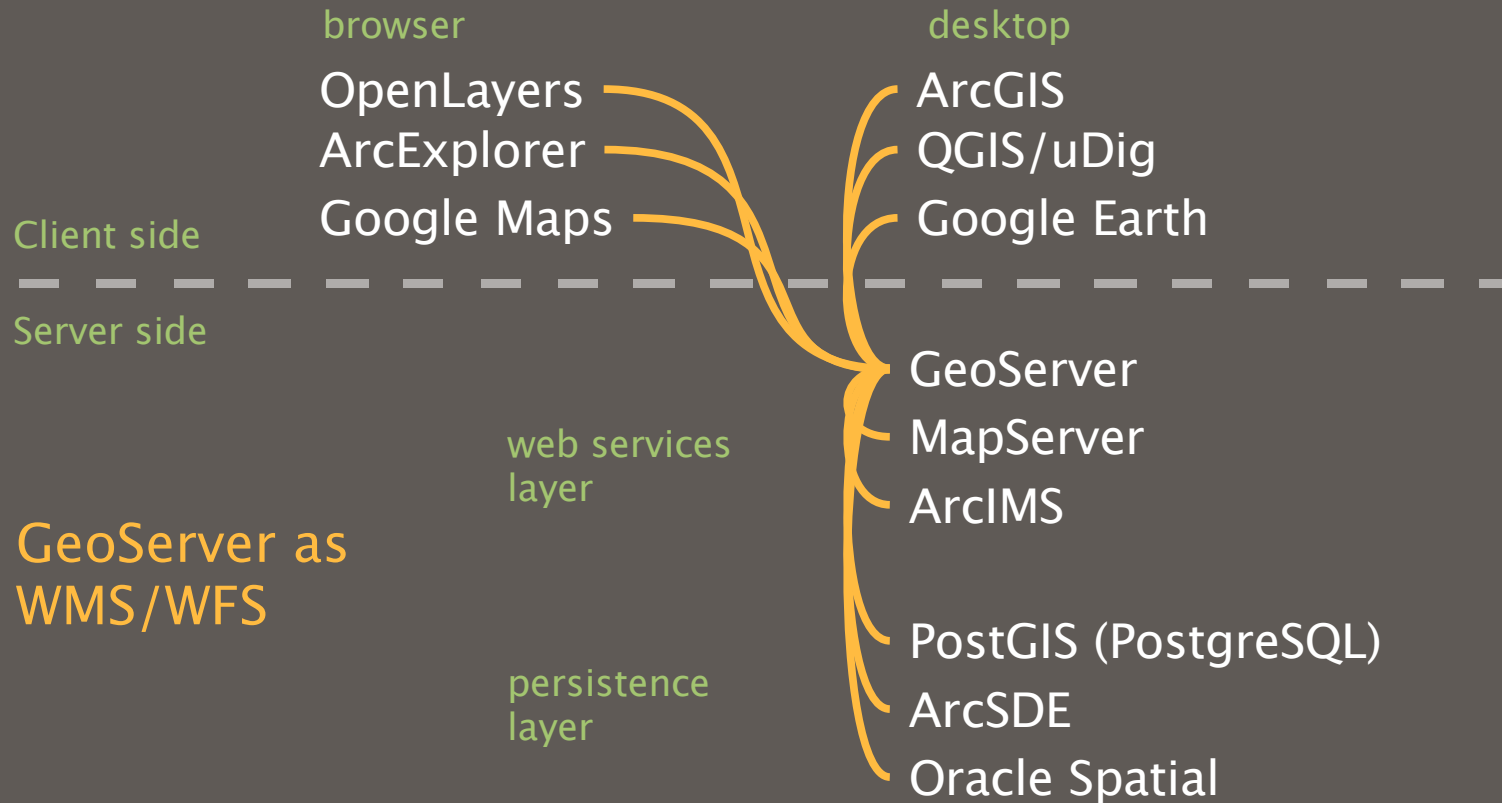 browser
desktop
OpenLayers
ArcGIS
ArcExplorer
QGIS/uDig
Google Maps
Google Earth
Client side
Server side
GeoServer
MapServer
web services
layer
ArcIMS
GeoServer as
WMS/WFS
PostGIS (PostgreSQL)
persistence
layer
ArcSDE
Oracle Spatial